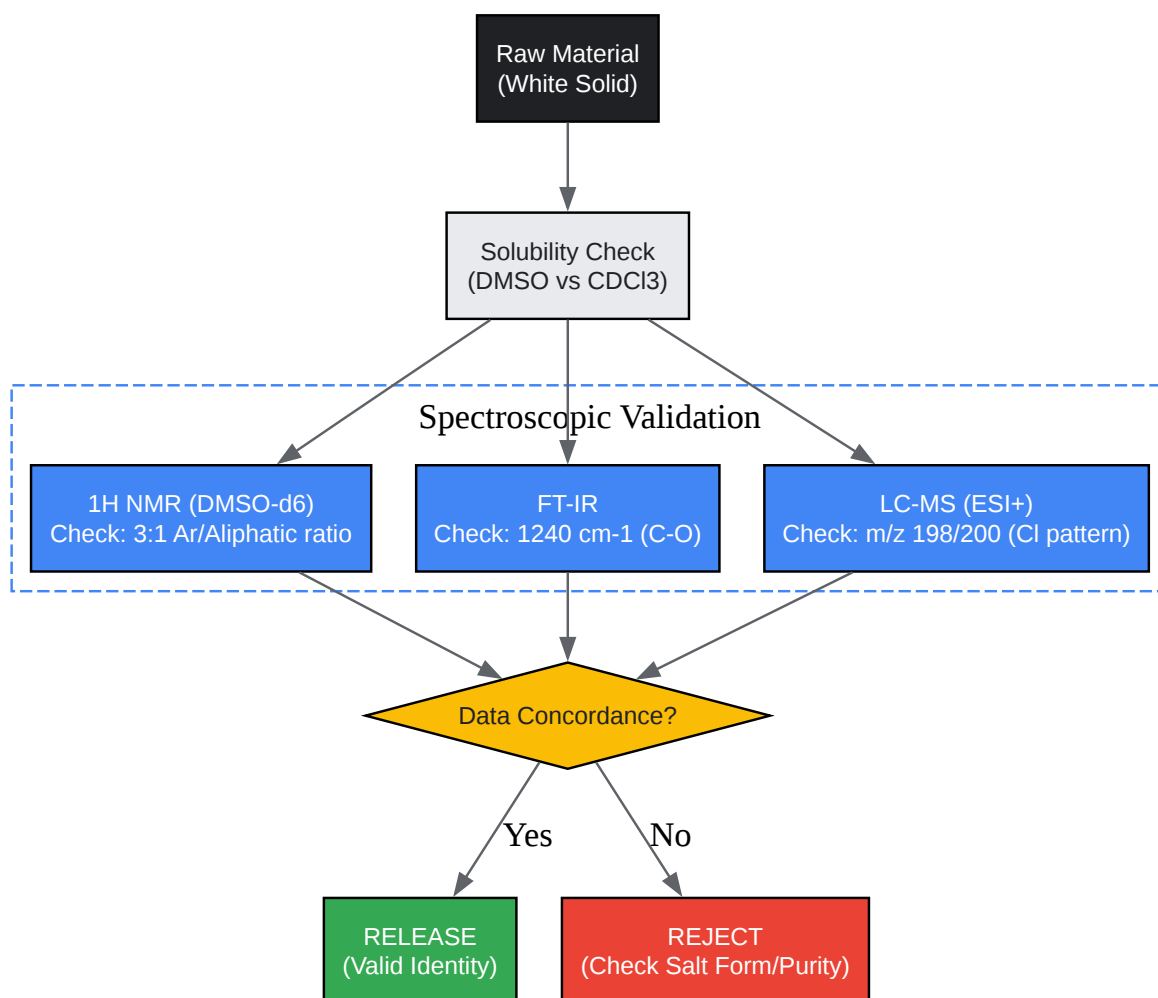 Raw Material
(White Solid)
Solubility Check
(DMSO vs CDCl3)
Spectroscopic Validation
1H NMR (DMSO-d6)
Check: 3:1 Ar/Aliphatic ratio
FT-IR
Check: 1240 cm-1 (C-O)
LC-MS (ESI+)
Check: m/z 198/200 (Cl pattern)
Data Concordance?
Yes
No
RELEASE
(Valid Identity)
REJECT
(Check Salt Form/Purity)